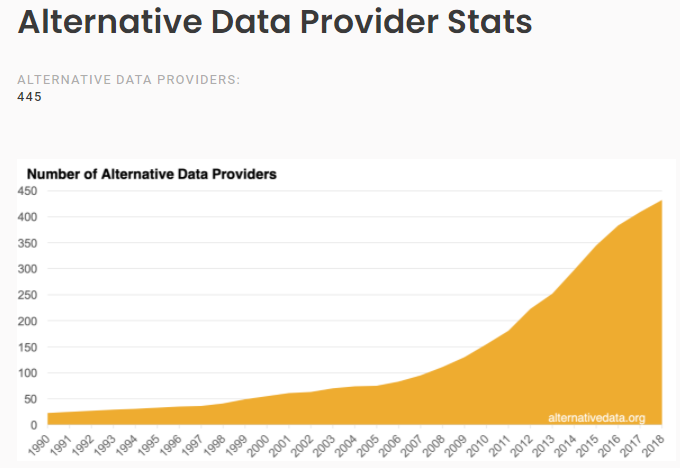 Alternative Data Provider Stats
ALTERNATIVE DATA PROVIDERS:
445
Number of Alternative Data Providers
450
400
350
300
250
200
150
100
50
0
alternativedata.org
1990 1991 1992 1993 1994 1995 1996 1997 1998 1999 2000 2001 2002 2003 2004 2005 2006 2007 2008 2009 2010 2011 2012 2013 2014 2015 2016 2017 2018